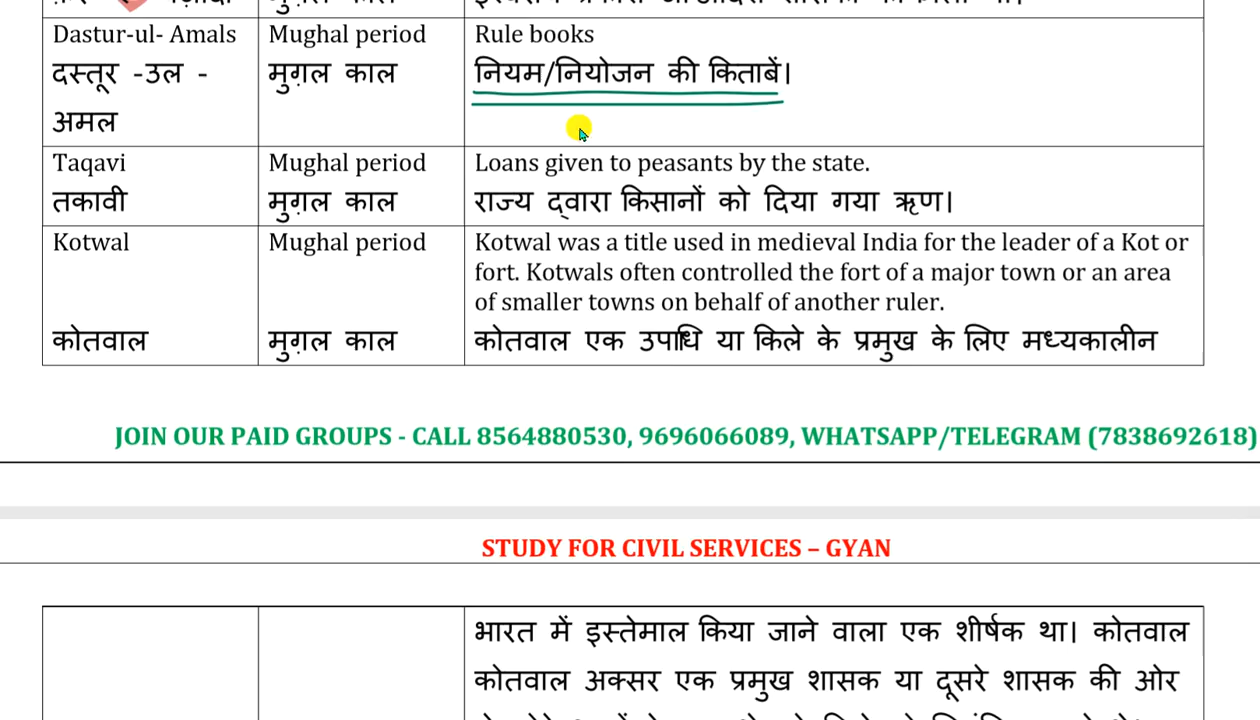 Dastur-ul- Amals Mughal period Rule books
दस्तूर -उल - मुग़ल काल नियम/नियोजन की किताबें।
अमल
Taqavi Mughal period Loans given to peasants by the state.
तकावी मुग़ल काल राज्य द्वारा किसानों को दिया गया ऋण।
Kotwal Mughal period Kotwal was a title used in medieval India for the leader of a Kot or
fort. Kotwals often controlled the fort of a major town or an area
of smaller towns on behalf of another ruler.
कोतवाल मुग़ल काल कोतवाल एक उपाधि या किले के प्रमुख के लिए मध्यकालीन
JOIN OUR PAID GROUPS - CALL 8564880530, 9696066089, WHATSAPP/TELEGRAM (7838692618)
STUDY FOR CIVIL SERVICES – GYAN
भारत में इस्तेमाल किया जाने वाला एक शीर्षक था। कोतवाल
कोतवाल अक्सर एक प्रमुख शासक या दूसरे शासक की ओर